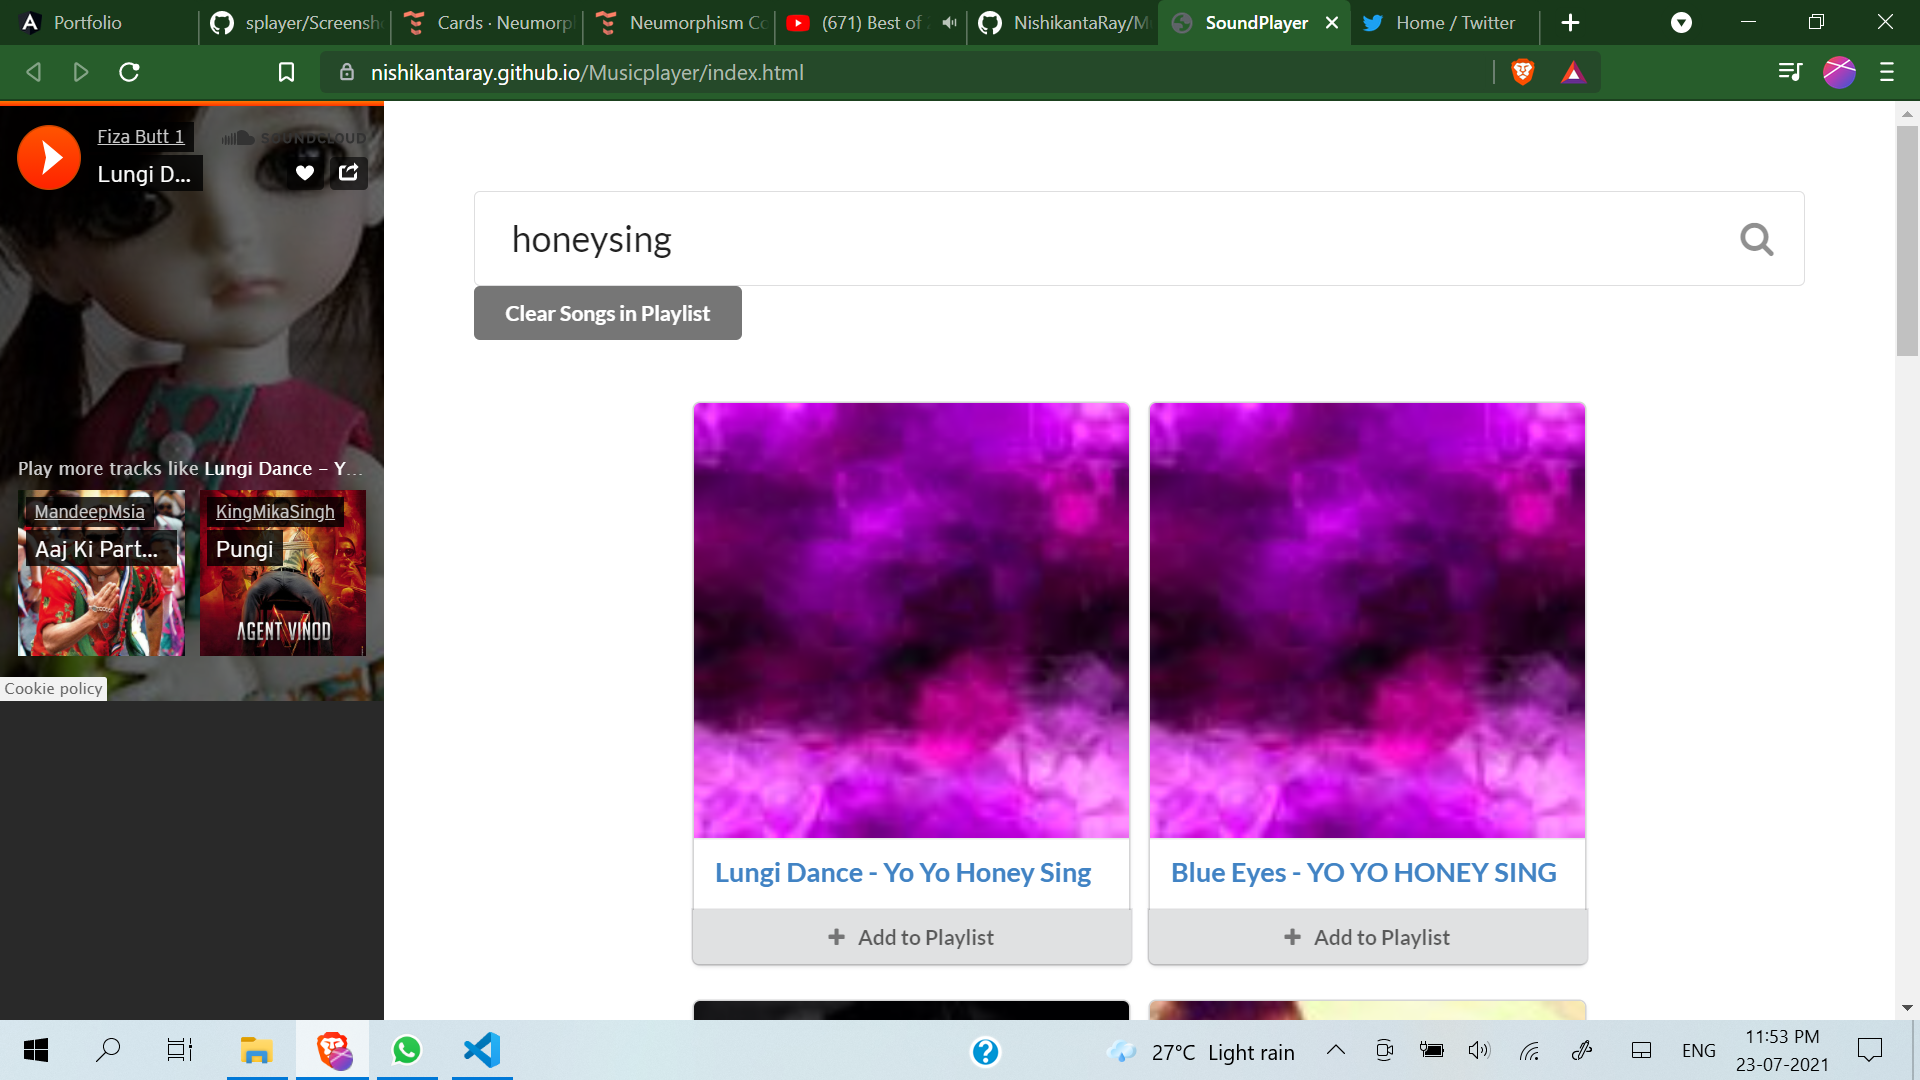 Portfolio
splayer/Screensh
Cards · Neumorp
Neumorphism Co
(671) Best of
NishikantaRay/M
SoundPlayer
Home / Twitter
nishikantaray.github.io/Musicplayer/index.html
Fiza Butt 1
SOUNDCLOUD
Lungi D...
honeysing
Clear Songs in Playlist
Play more tracks like Lungi Dance – Y...
MandeepMsia
Aaj Ki Part...
KingMikaSingh
Pungi
AGENT VINOD
Cookie policy
Lungi Dance - Yo Yo Honey Sing
Add to Playlist
Blue Eyes - YO YO HONEY SING
Add to Playlist
27°C Light rain
ENG
11:53 PM
23-07-2021